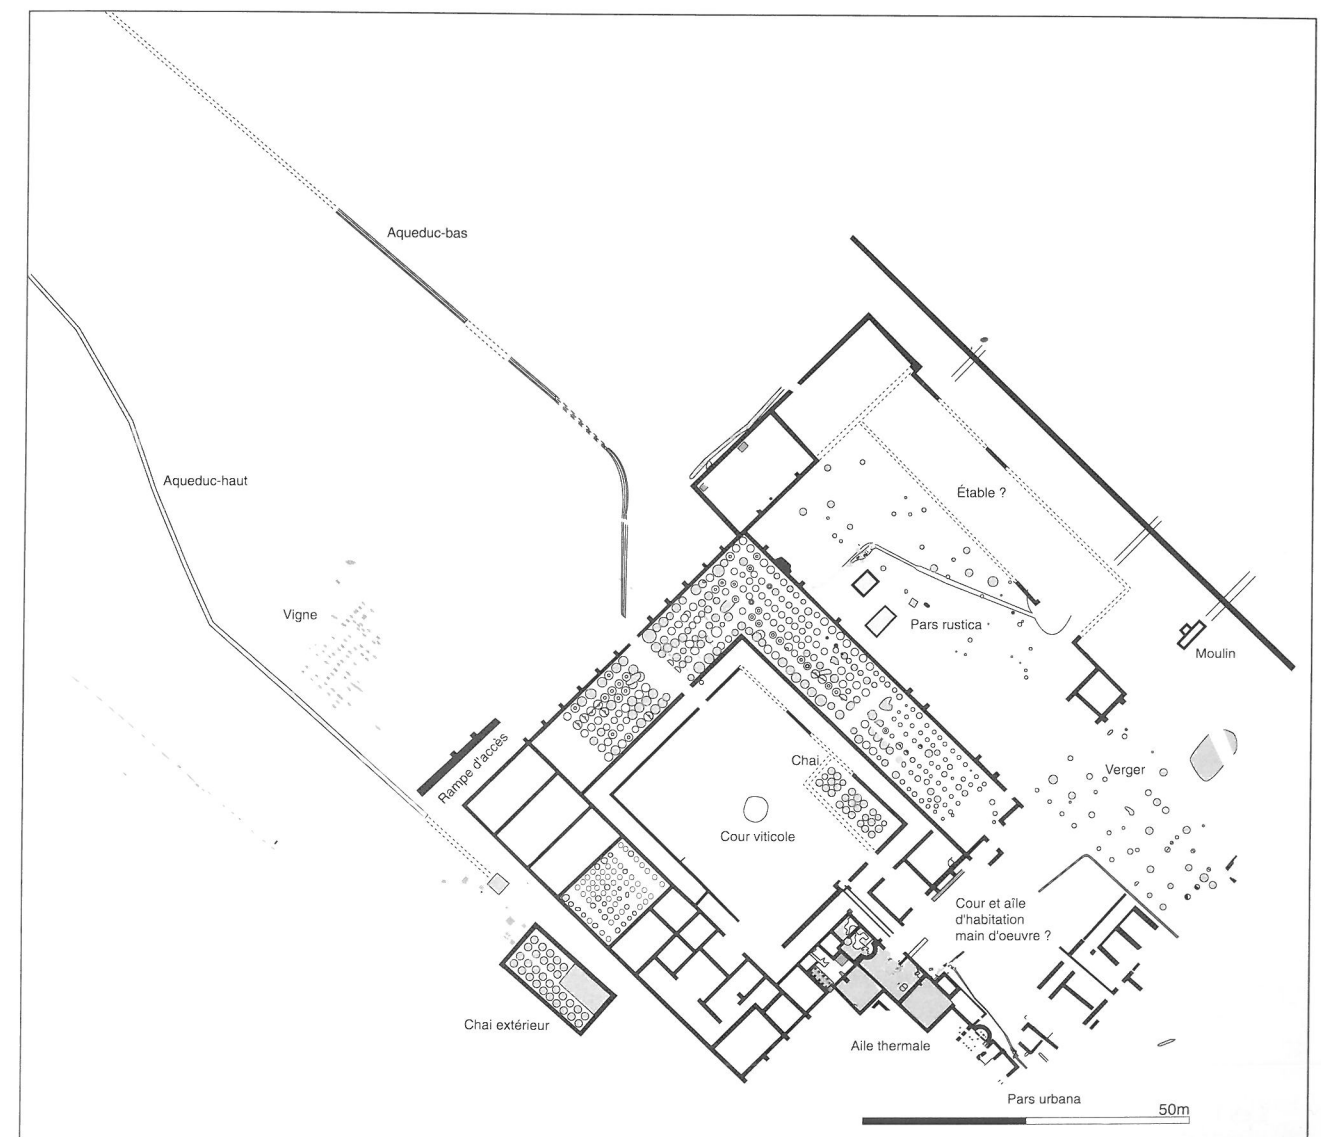 Aqueduc-bas
Aqueduc-haut
Étable ?
Vigne
Pars rustica
Moulin
Rampe d'accès
Chai
Verger
Cour viticole
Cour et aîle
d'habitation
main d'oeuvre ?
Chai extérieur
Aile thermale
Pars urbana
50m